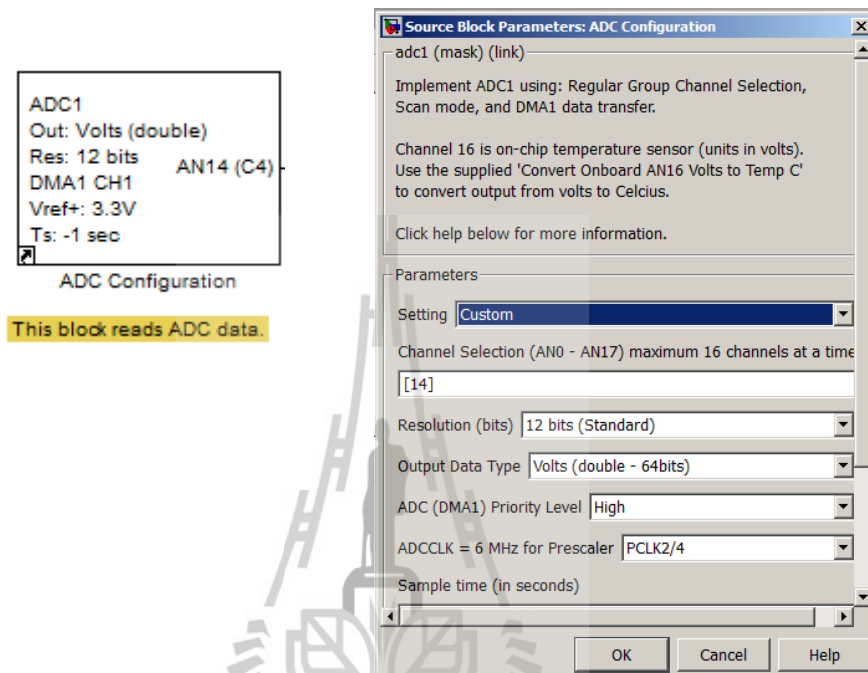 ADC1
Out: Volts (double)
Res: 12 bits
AN14 (C4)
DMA1 CH1
Vref+: 3.3V
Ts: -1 sec
ADC Configuration
This block reads ADC data.
Source Block Parameters: ADC Configuration
adc1 (mask) (link)
Implement ADC1 using: Regular Group Channel Selection,
Scan mode, and DMA1 data transfer.
Channel 16 is on-chip temperature sensor (units in volts).
Use the supplied 'Convert Onboard AN16 Volts to Temp C'
to convert output from volts to Celcius.
Click help below for more information.
Parameters
Setting Custom
Channel Selection (AN0 - AN17) maximum 16 channels at a time
[14]
Resolution (bits) 12 bits (Standard)
Output Data Type Volts (double - 64bits)
ADC (DMA1) Priority Level High
ADCCLK = 6 MHz for Prescaler PCLK2/4
Sample time (in seconds)
OK Cancel Help